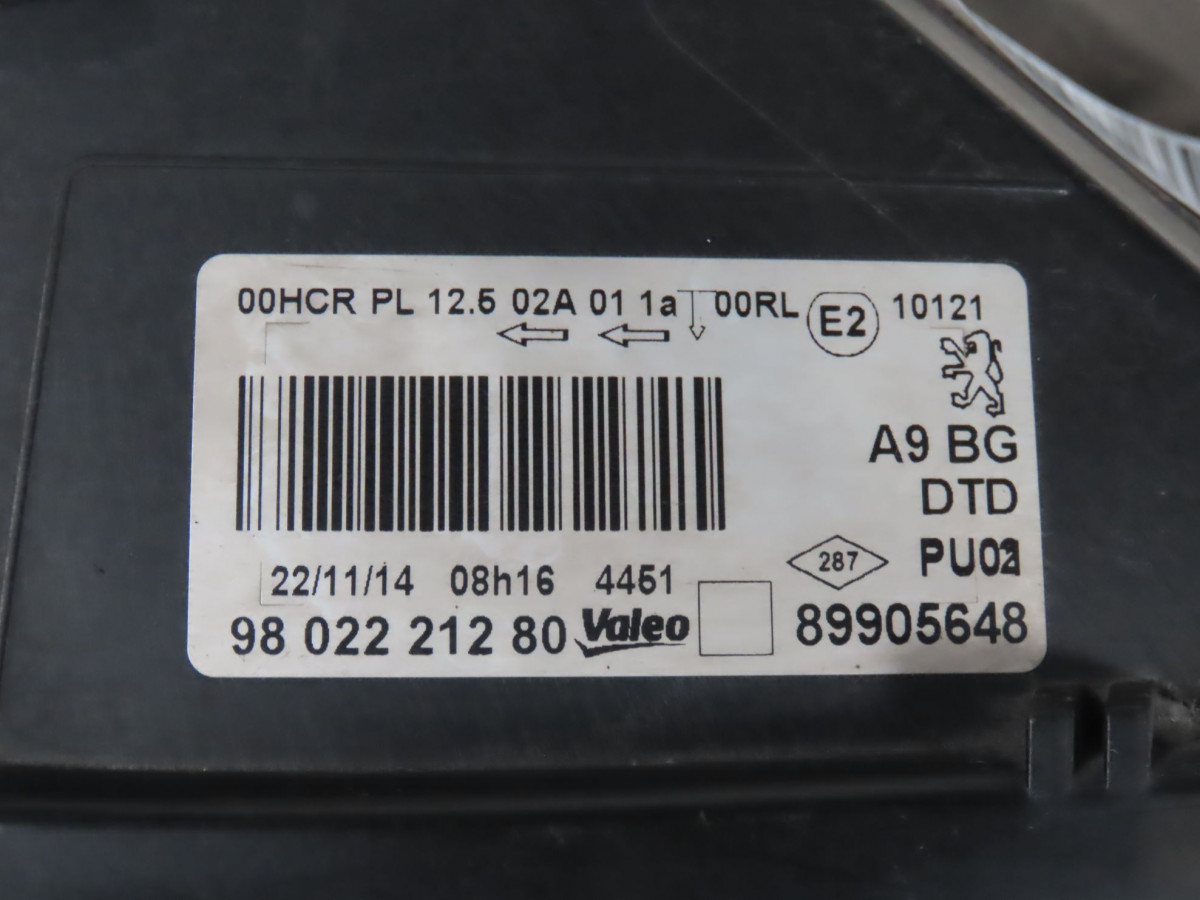 00HCR PL 12.5 02A 01 1a 00RL E2 10121
A9 BG
DTD
287
22/11/14 08h16 4451
98 022 212 80 Valeo 89905648